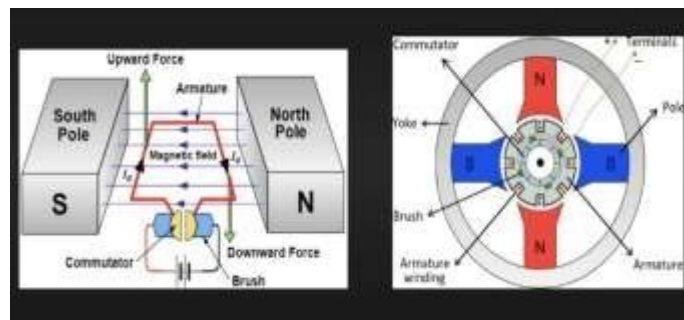 Upward Force
Armature
South
Pole
North
Pole
Magnetic field
S
N
Downward Force
Commutator
Brush
Commutator
Terminals
N
Yoke
Pole
S
S
Brush
N
Armature
winding
Armature